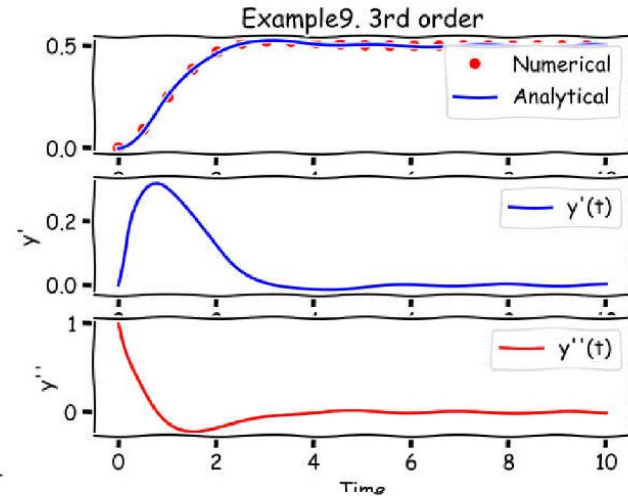 Example9. 3rd order
0.5
0.0
Numerical
Analytical
y'
0.2
0.0
y'(t)
y''
1
0
y''(t)
0 2 4 6 8 10
Time